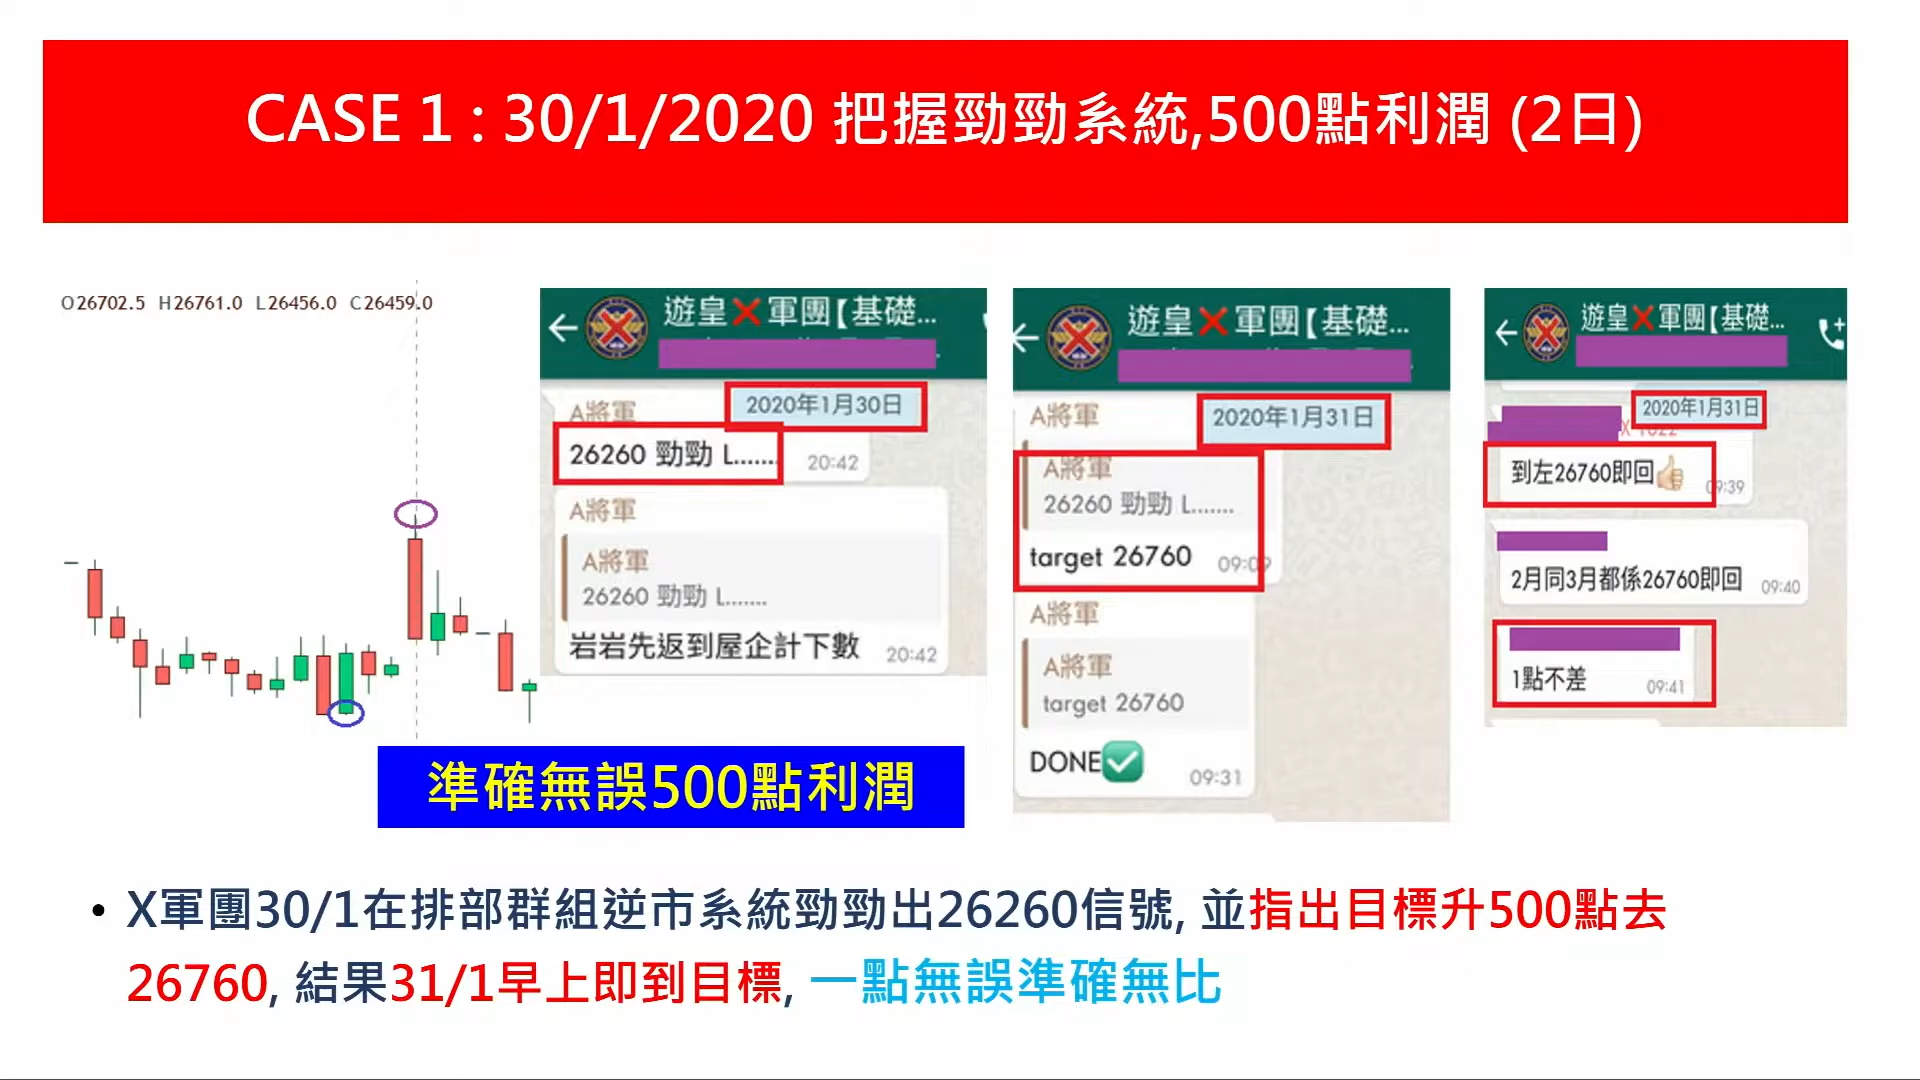 CASE 1 : 30/1/2020 把握勁勁系統,500點利潤 (2日)
O26702.5 H26761.0 L26456.0 C26459.0
遊皇❌軍團【基礎...
2020年1月30日
A將軍
26260 勁勁 L.......
20:42
A將軍
A將軍
26260 勁勁 L.......
岩岩先返到屋企計下數
20:42
遊皇❌軍團【基礎...
2020年1月31日
A將軍
A將軍
26260 勁勁 L.......
target 26760
A將軍
A將軍
target 26760
DONE✅
09:31
遊皇❌軍團【基礎...
2020年1月31日
到左26760即回👍
09:39
2月同3月都係26760即回
09:40
1點不差
09:41
準確無誤500點利潤
• X軍團30/1在排部群組逆市系統勁勁出26260信號, 並指出目標升500點去
26760, 結果31/1早上即到目標, 一點無誤準確無比